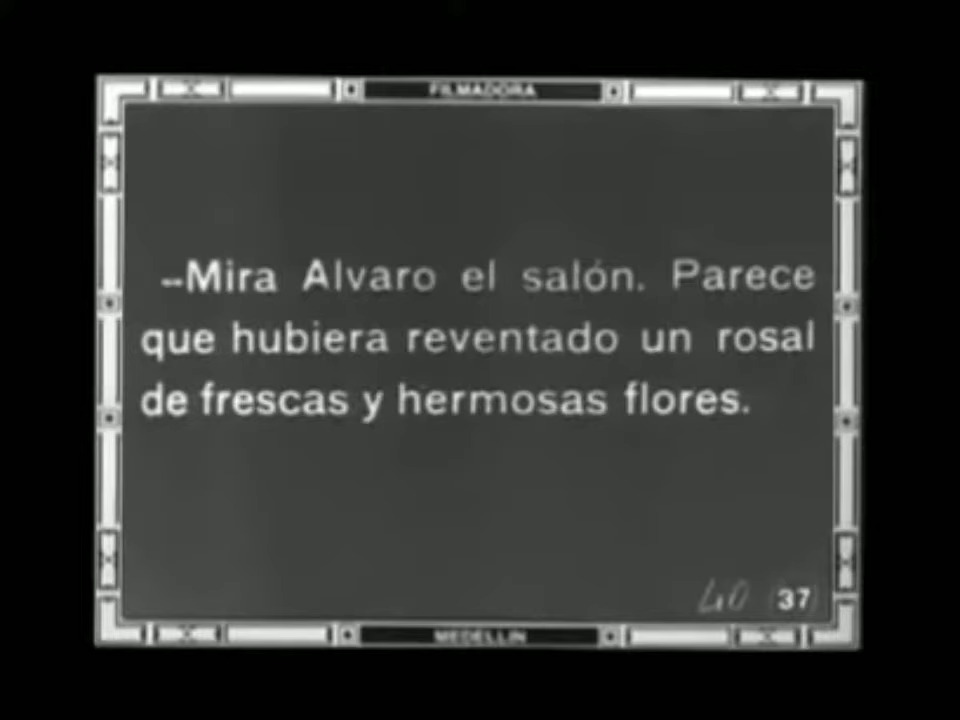 FILMADORA
--Mira Alvaro el salón. Parece
que hubiera reventado un rosal
de frescas y hermosas flores.
40 (37)
MEDELLIN